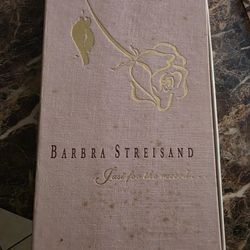 BARBRA STREISAND
Just for the record...